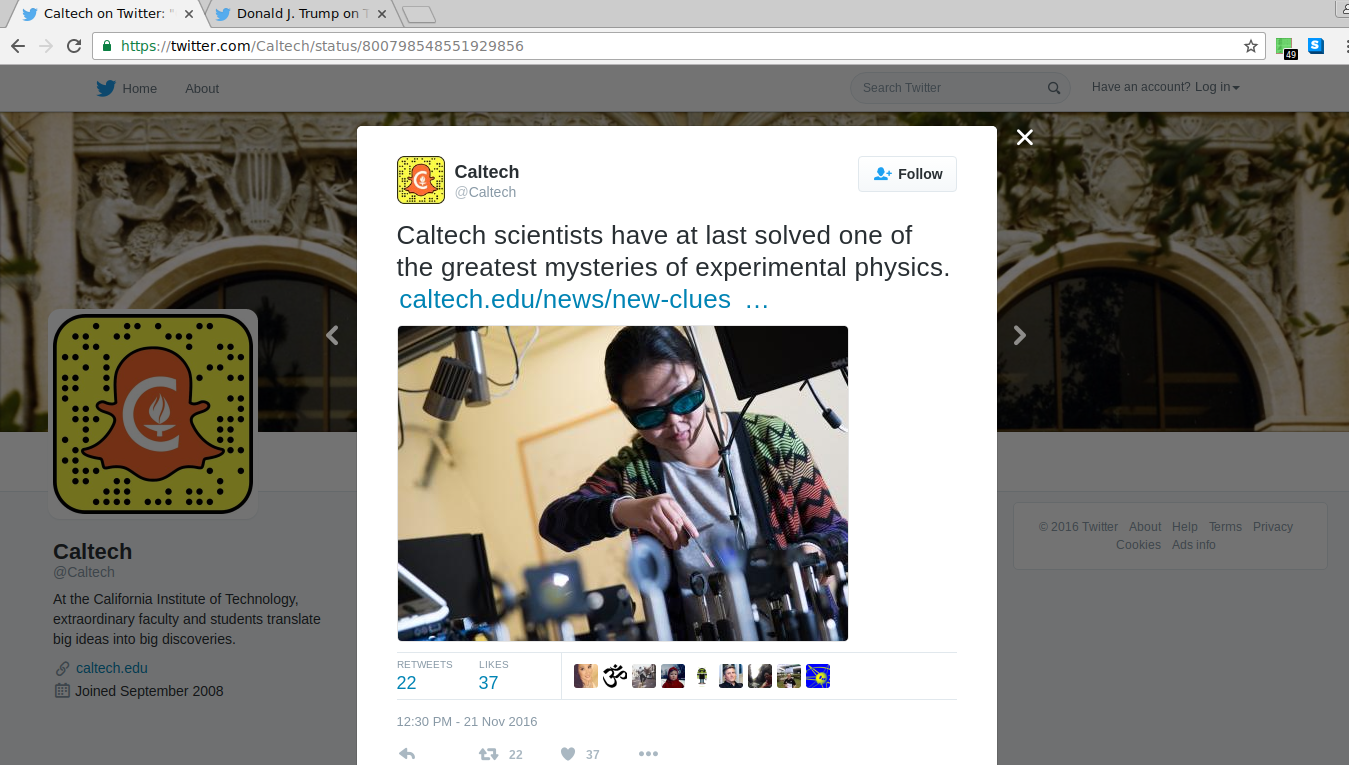 Caltech on Twitter: "
Donald J. Trump on T
https://twitter.com/Caltech/status/800798548551929856
49
S
Home
About
Search Twitter
Have an account? Log in
Caltech
@Caltech
Follow
Caltech scientists have at last solved one of
the greatest mysteries of experimental physics.
caltech.edu/news/new-clues …
Caltech
@Caltech
At the California Institute of Technology,
extraordinary faculty and students translate
big ideas into big discoveries.
caltech.edu
Joined September 2008
© 2016 Twitter About Help Terms Privacy
Cookies Ads info
RETWEETS
22
LIKES
37
12:30 PM - 21 Nov 2016
22
37